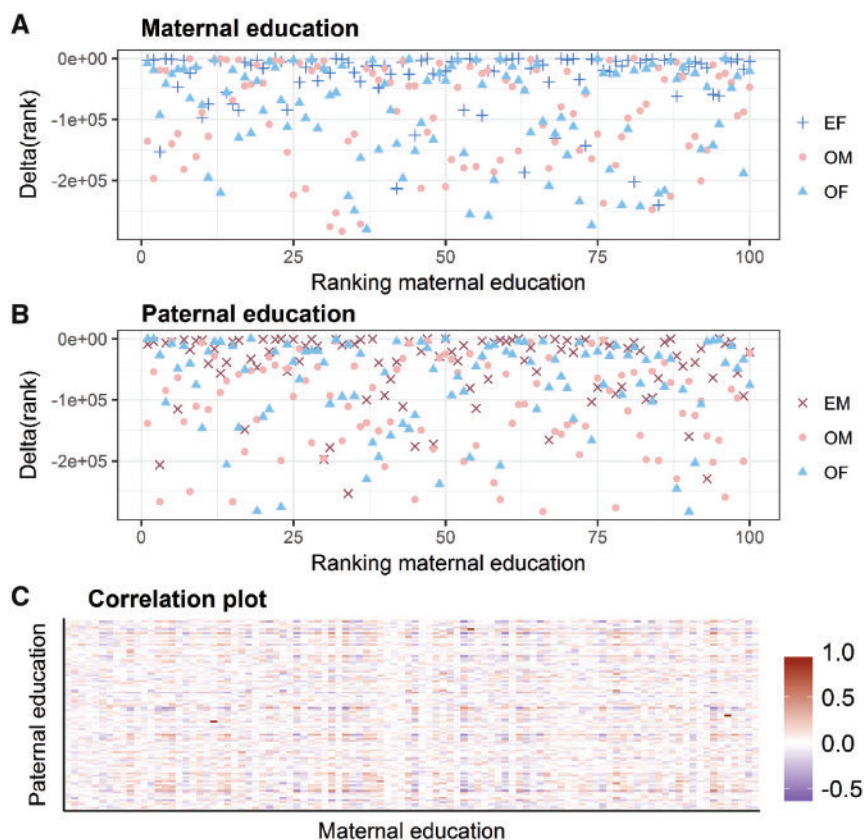 A
Maternal education
0e+00
-1e+05
-2e+05
Delta(rank)
0
25
50
75
100
Ranking maternal education
EF
OM
OF
B
Paternal education
0e+00
-1e+05
-2e+05
Delta(rank)
0
25
50
75
100
Ranking maternal education
EM
OM
OF
C
Correlation plot
Paternal education
Maternal education
1.0
0.5
0.0
-0.5